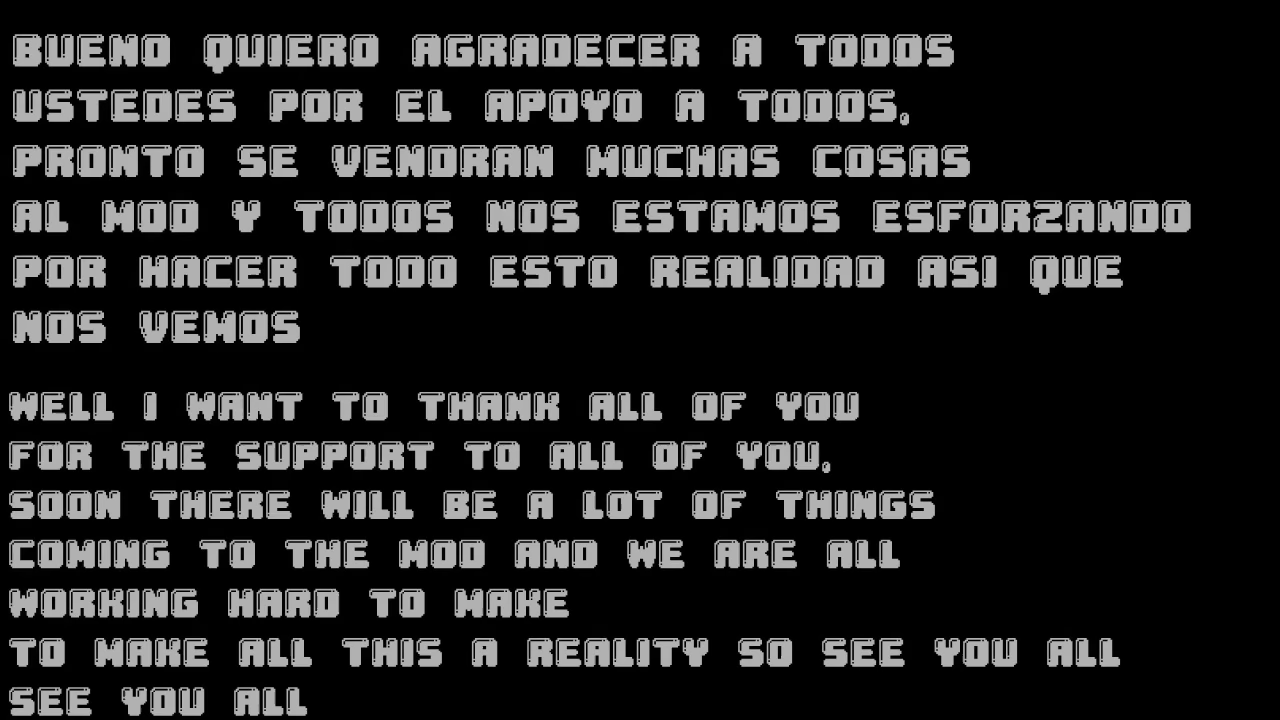 BUENO QUIERO AGRADECER A TODOS
USTEDES POR EL APOYO A TODOS,
PRONTO SE VENDRAN MUCHAS COSAS
AL MOD Y TODOS NOS ESTAMOS ESFORZANDO
POR HACER TODO ESTO REALIDAD ASI QUE
NOS VEMOS
WELL I WANT TO THANK ALL OF YOU
FOR THE SUPPORT TO ALL OF YOU,
SOON THERE WILL BE A LOT OF THINGS
COMING TO THE MOD AND WE ARE ALL
WORKING HARD TO MAKE
TO MAKE ALL THIS A REALITY SO SEE YOU ALL
SEE YOU ALL